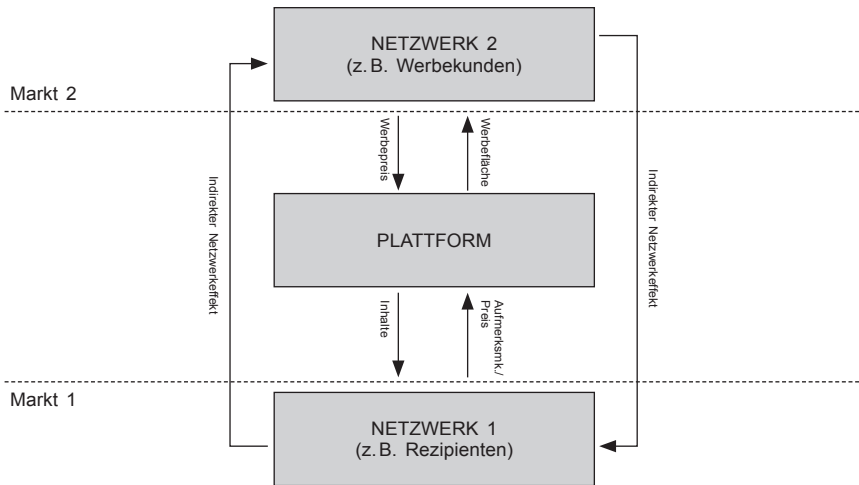 NETZWERK 2
(z. B. Werbekunden)
Markt 2
Werbepreis
Werbefläche
Indirekter Netzwerkeffekt
Indirekter Netzwerkeffekt
PLATTFORM
Inhalte
Aufmerksmk./
Preis
Markt 1
NETZWERK 1
(z. B. Rezipienten)